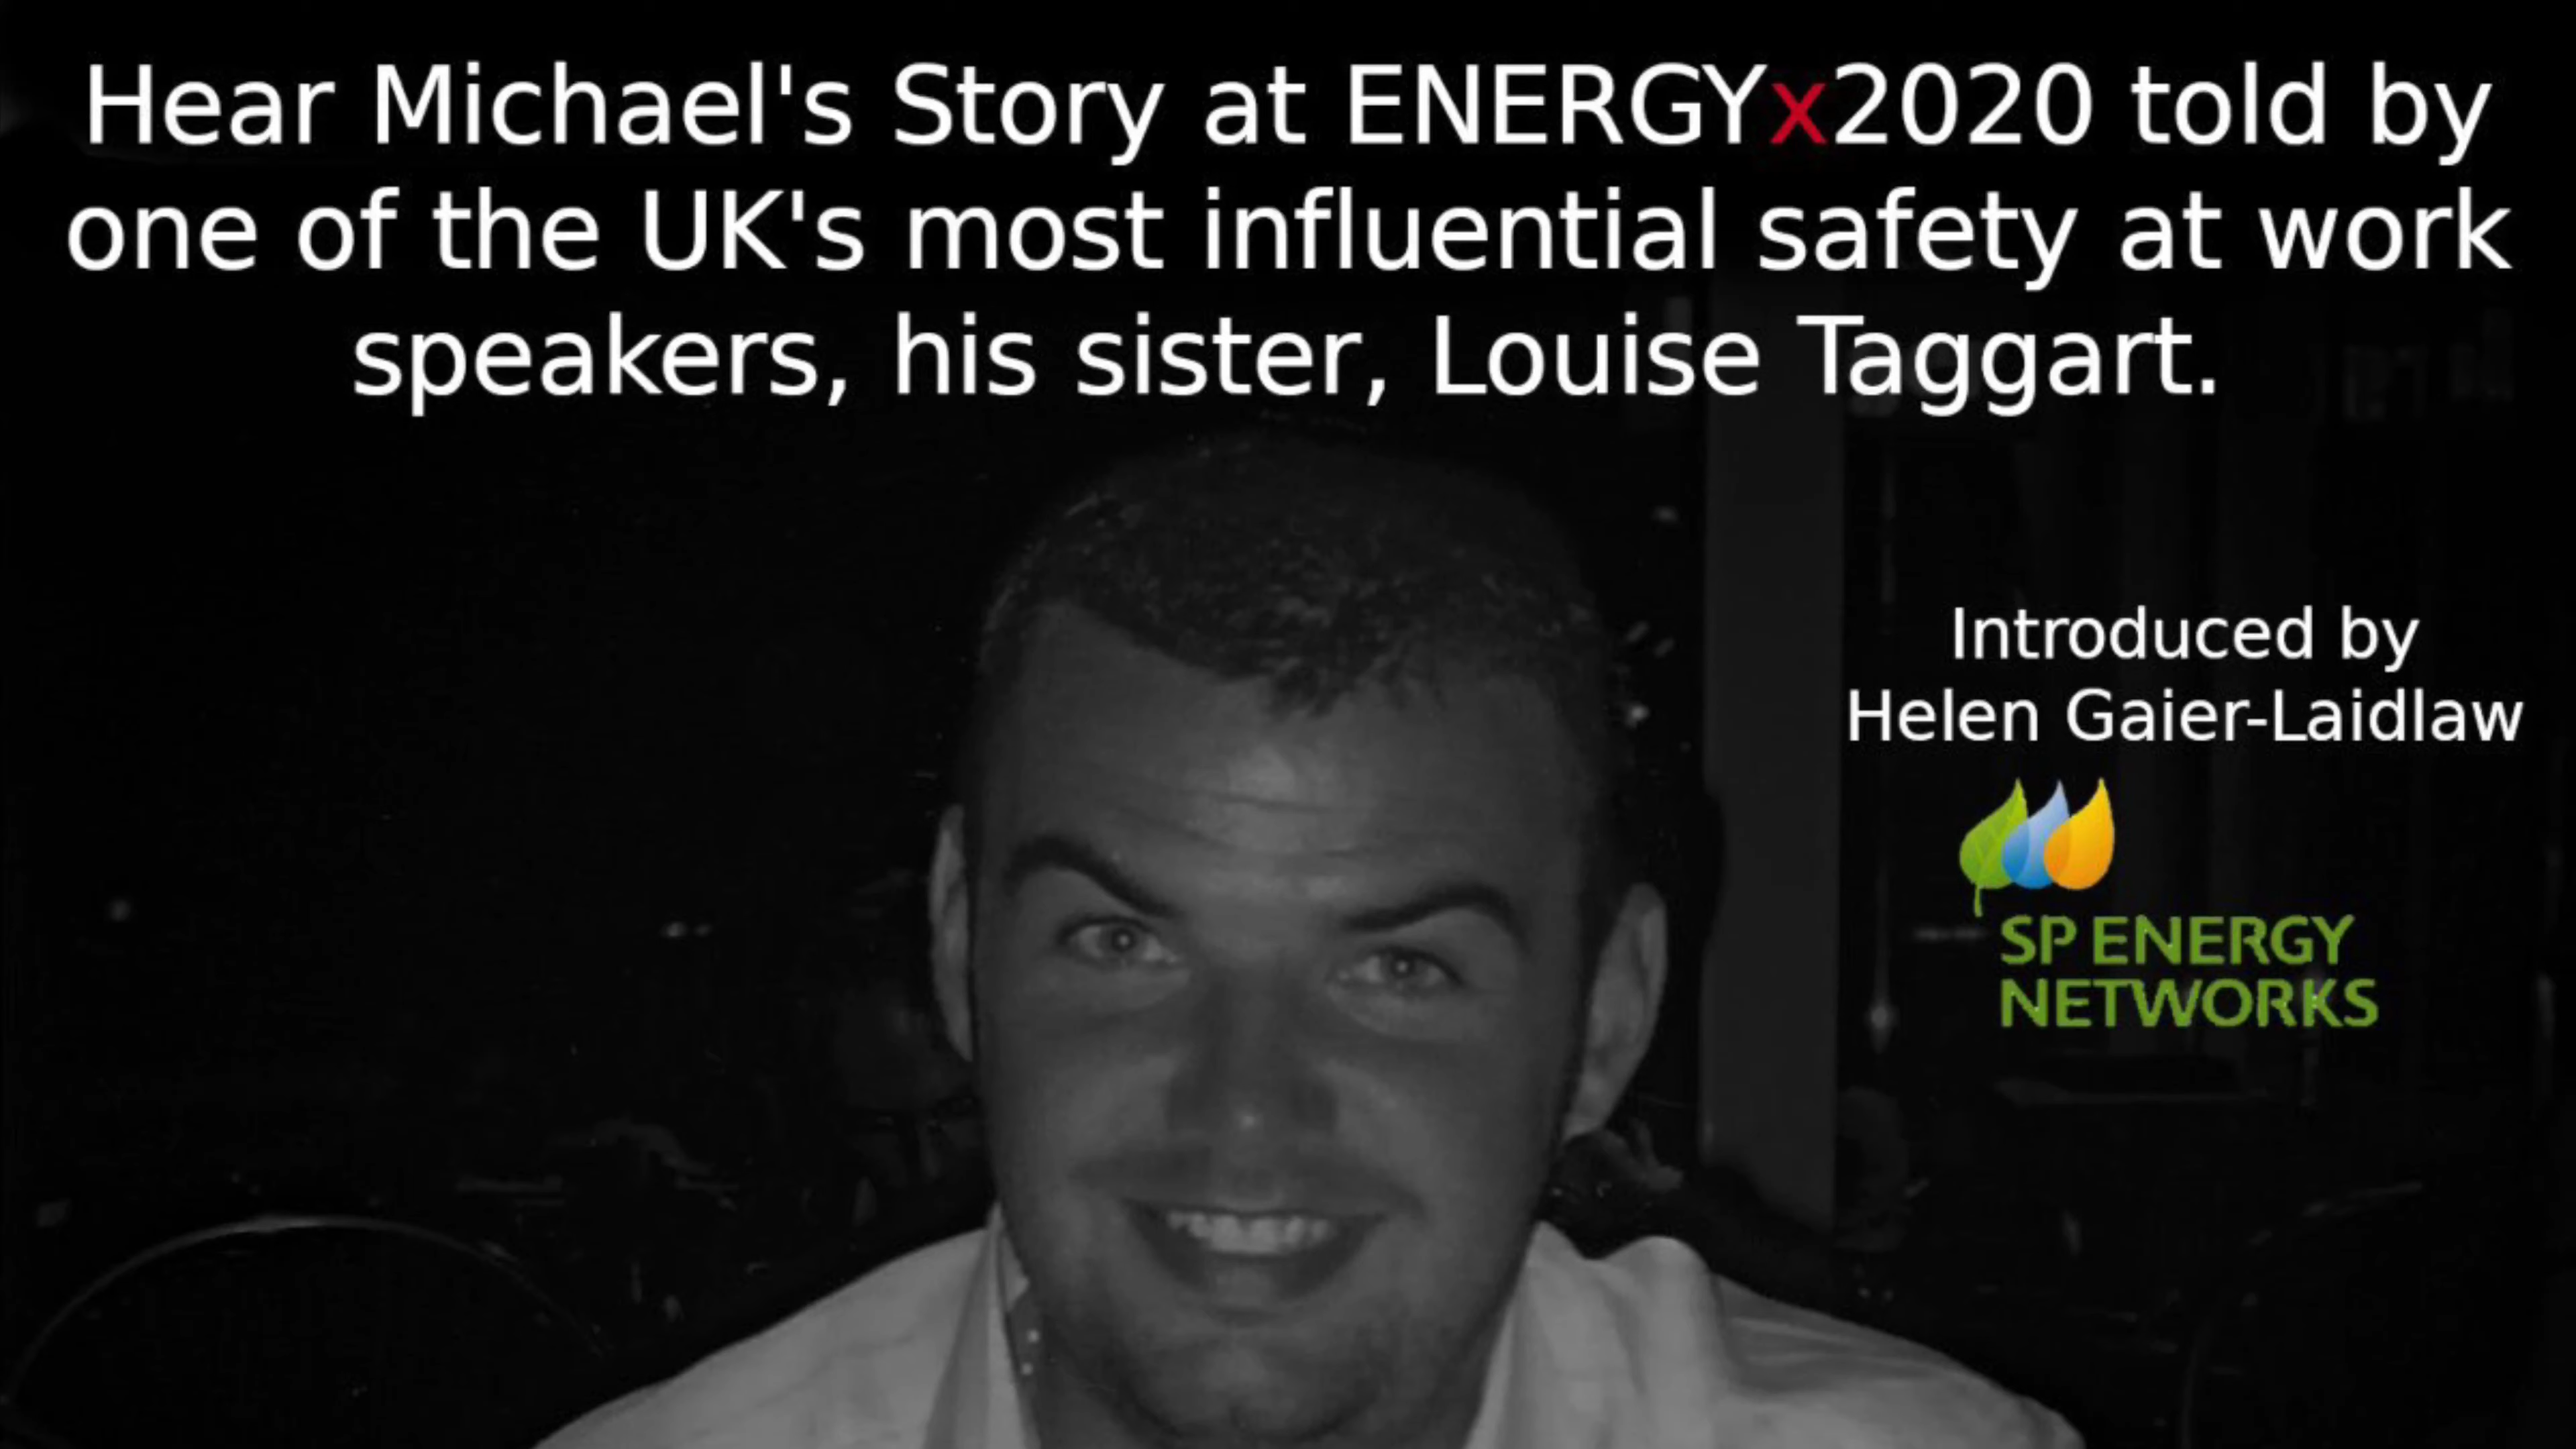 Hear Michael's Story at ENERGYx2020 told by
one of the UK's most influential safety at work
speakers, his sister, Louise Taggart.
Introduced by
Helen Gaier-Laidlaw
SP ENERGY
NETWORKS